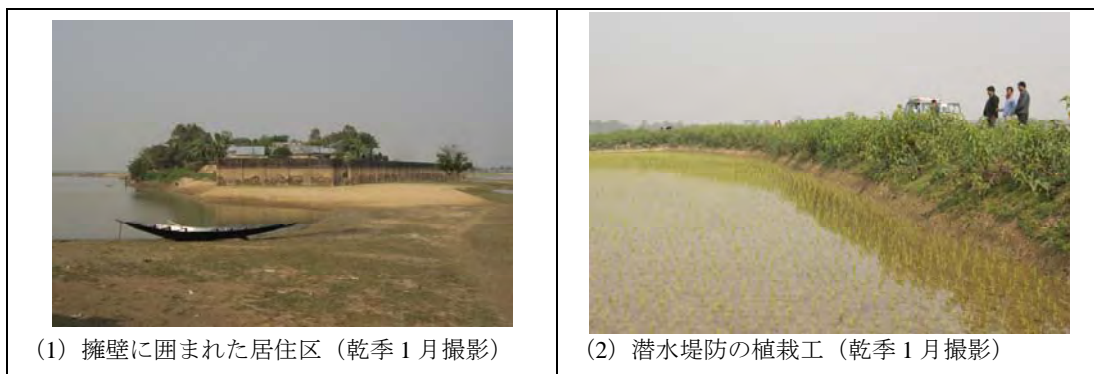 (1) 擁壁に囲まれた居住区（乾季 1 月撮影）
(2) 潜水堤防の植栽工（乾季 1 月撮影）